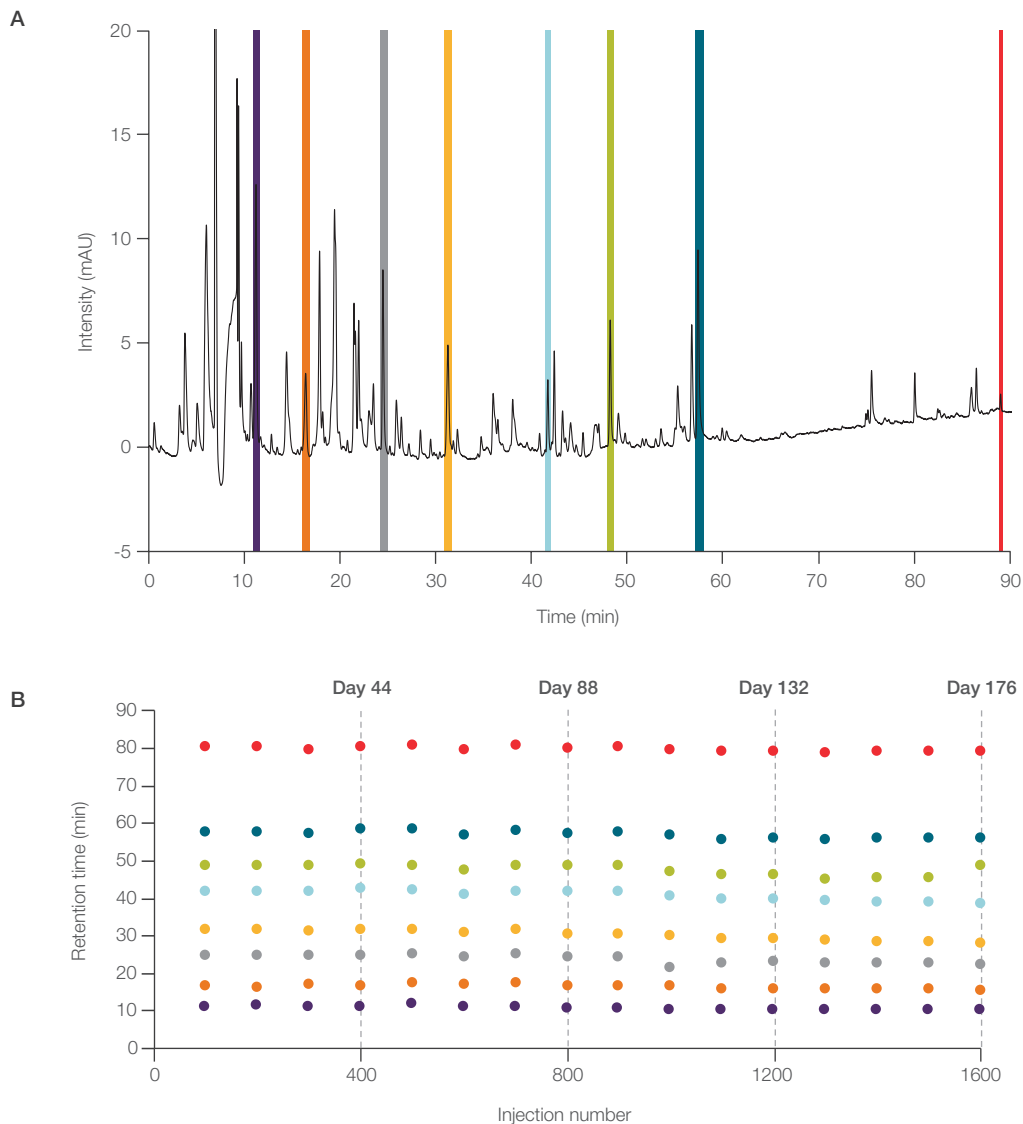 A
20
15
10
5
0
-5
Intensity (mAU)
0 10 20 30 40 50 60 70 80 90
Time (min)
B
Day 44 Day 88 Day 132 Day 176
90
80
70
60
50
40
30
20
10
0
Retention time (min)
0 400 800 1200 1600
Injection number